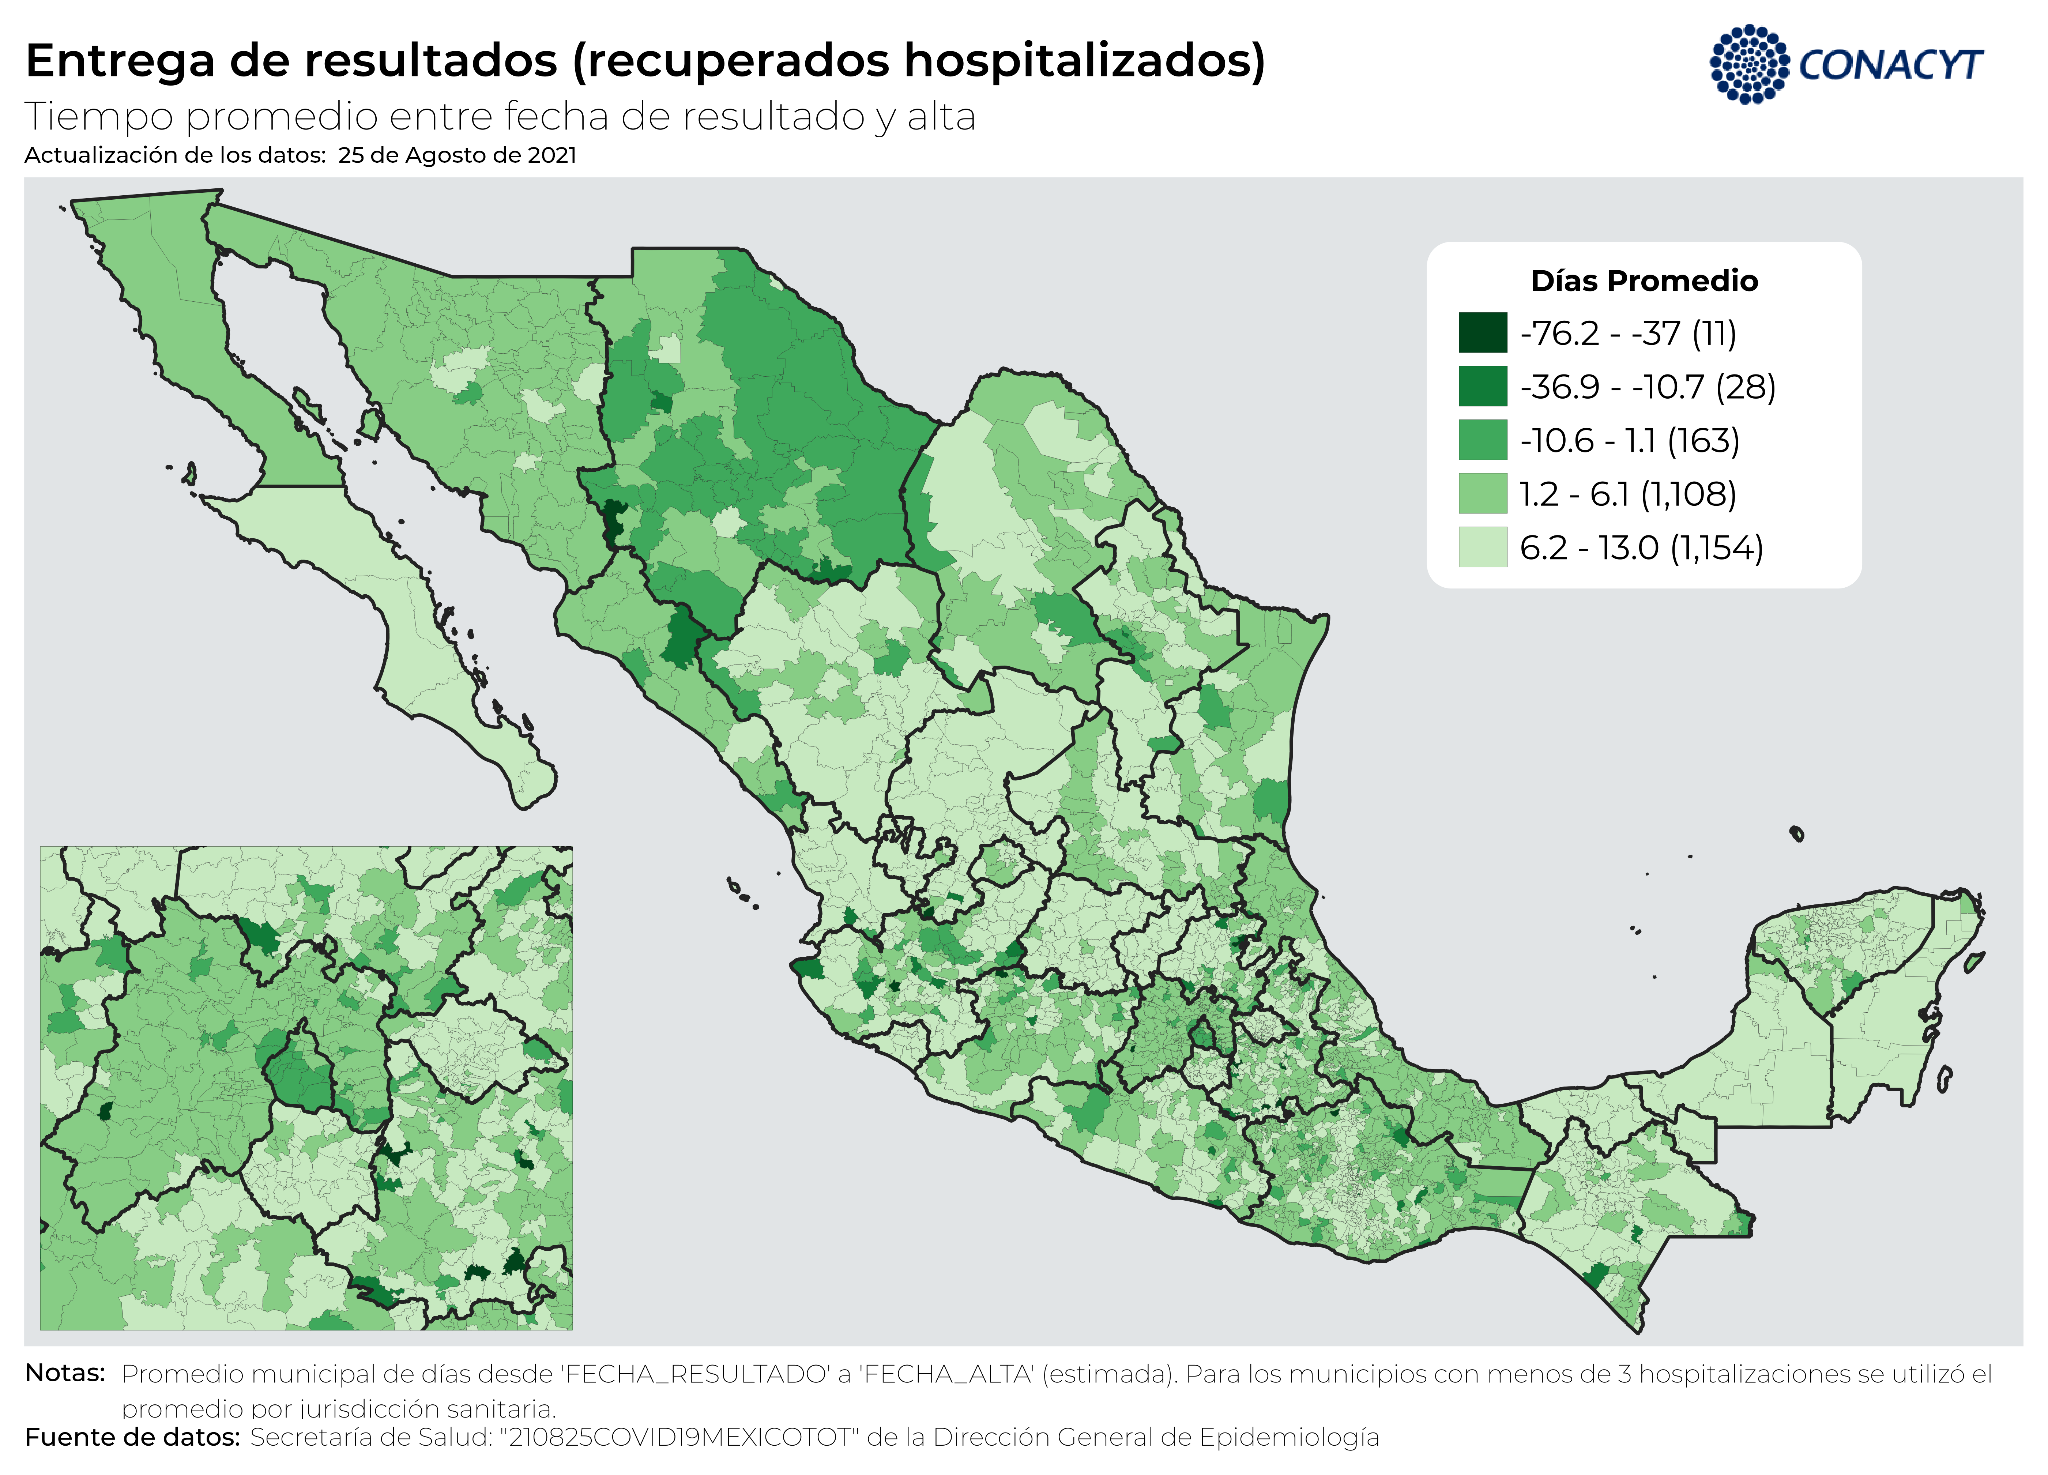 Entrega de resultados (recuperados hospitalizados)
CONACYT
Tiempo promedio entre fecha de resultado y alta
Actualización de los datos: 25 de Agosto de 2021
Días Promedio
-76.2 - -37 (11)
-36.9 - -10.7 (28)
-10.6 - 1.1 (163)
1.2 - 6.1 (1,108)
6.2 - 13.0 (1,154)
Notas: Promedio municipal de días desde 'FECHA_RESULTADO' a 'FECHA_ALTA' (estimada). Para los municipios con menos de 3 hospitalizaciones se utilizó el
promedio por jurisdicción sanitaria.
Fuente de datos: Secretaría de Salud: "210825COVID19MEXICOTOT" de la Dirección General de Epidemiología